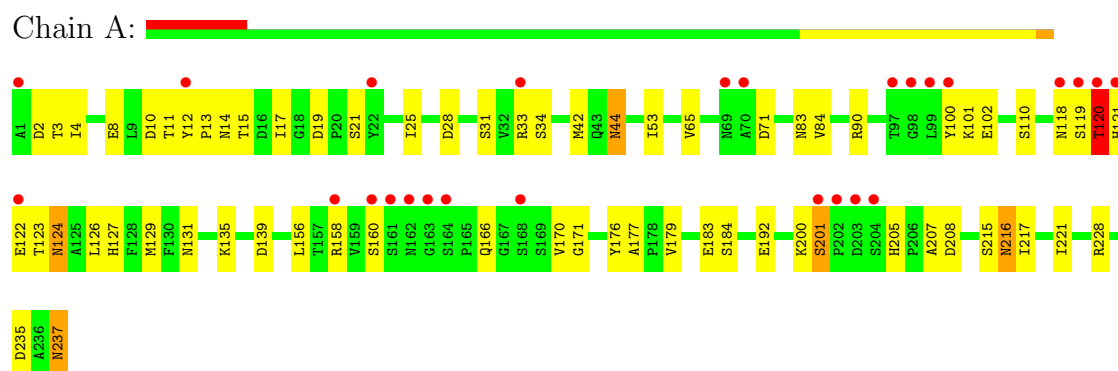 Chain A:
A1 D2 T3 I4 E8 L9 D10 T11 Y12 P13 N14 T15 D16 I17 G18 D19 P20 S21 Y22 I25 D28 S31 V32 R33 S34 M42 Q43 N44 I53 V65 N69 A70 D71 N83 V84 R90 T97 G98 L99 Y100 K101 E102 S110 N118 S119 T120 H121
E122 T123 N124 A125 L126 H127 F128 M129 F130 N131 K135 D139 L156 T157 R158 V159 S160 S161 N162 G163 S164 P165 Q166 G167 S168 S169 V170 G171 Y176 A177 P178 V179 E183 S184 E192 K200 S201 P202 D203 S204 H205 P206 A207 D208 S215 N216 I217 I221 R228
D235 A236 N237